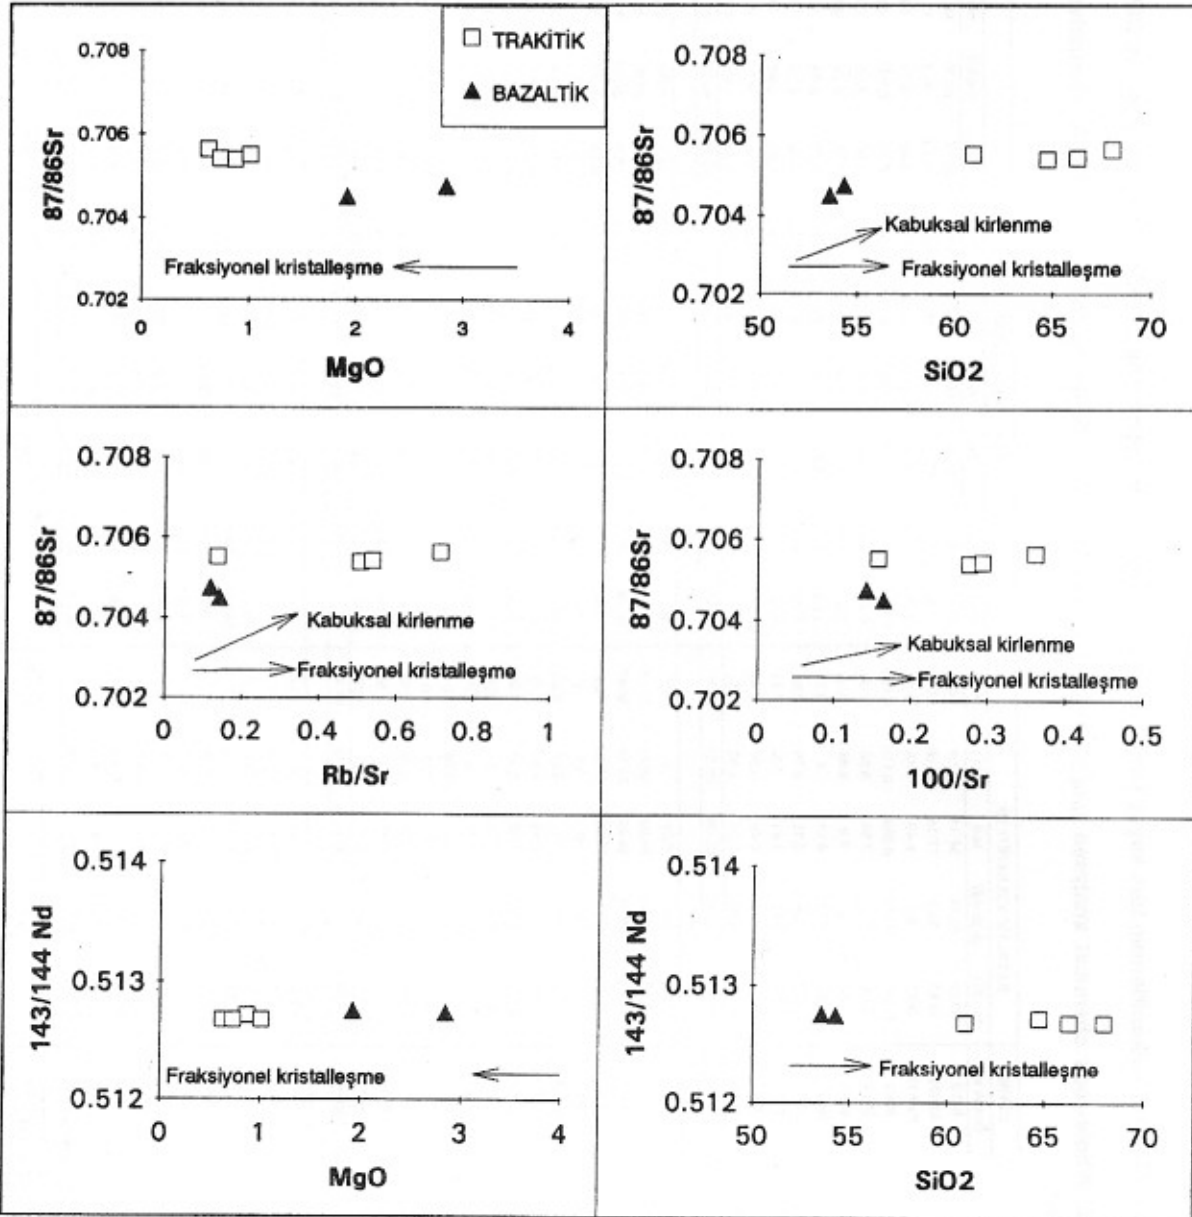 □ TRAKİTİK
▲ BAZALTİK
0.708
0.706
0.704
0.702
87/86Sr
Fraksiyonel kristalleşme
0 1 2 3 4
MgO
0.708
0.706
0.704
0.702
87/86Sr
Kabuksal kirlenme
Fraksiyonel kristalleşme
50 55 60 65 70
SiO2
0.708
0.706
0.704
0.702
87/86Sr
Kabuksal kirlenme
Fraksiyonel kristalleşme
0 0.2 0.4 0.6 0.8 1
Rb/Sr
0.708
0.706
0.704
0.702
87/86Sr
Kabuksal kirlenme
Fraksiyonel kristalleşme
0 0.1 0.2 0.3 0.4 0.5
100/Sr
0.514
0.513
0.512
143/144 Nd
Fraksiyonel kristalleşme
0 1 2 3 4
MgO
0.514
0.513
0.512
143/144 Nd
Fraksiyonel kristalleşme
50 55 60 65 70
SiO2